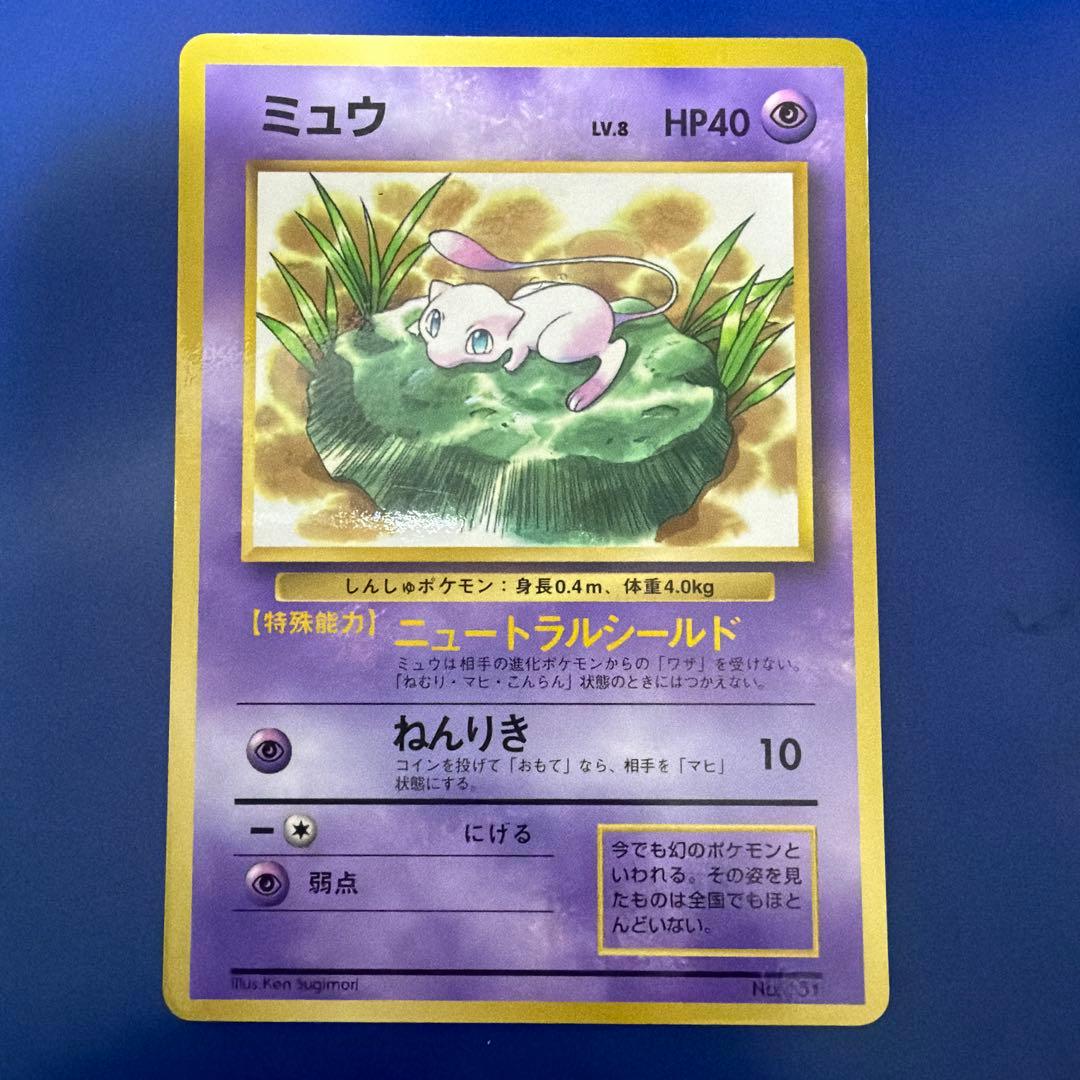 ミュウ LV.8 HP40
しんしゅポケモン：身長0.4m、体重4.0kg
【特殊能力】 ニュートラルシールド
ミュウは相手の進化ポケモンからの「ワザ」を受けない。
「ねむり・マヒ・こんらん」状態のときにはつかえない。
ねんりき 10
コインを投げて「おもて」なら、相手を「マヒ」
状態にする。
にげる
弱点
今でも幻のポケモンと
いわれる。その姿を見
たものは全国でもほと
んどいない。
Illus. Ken Sugimori